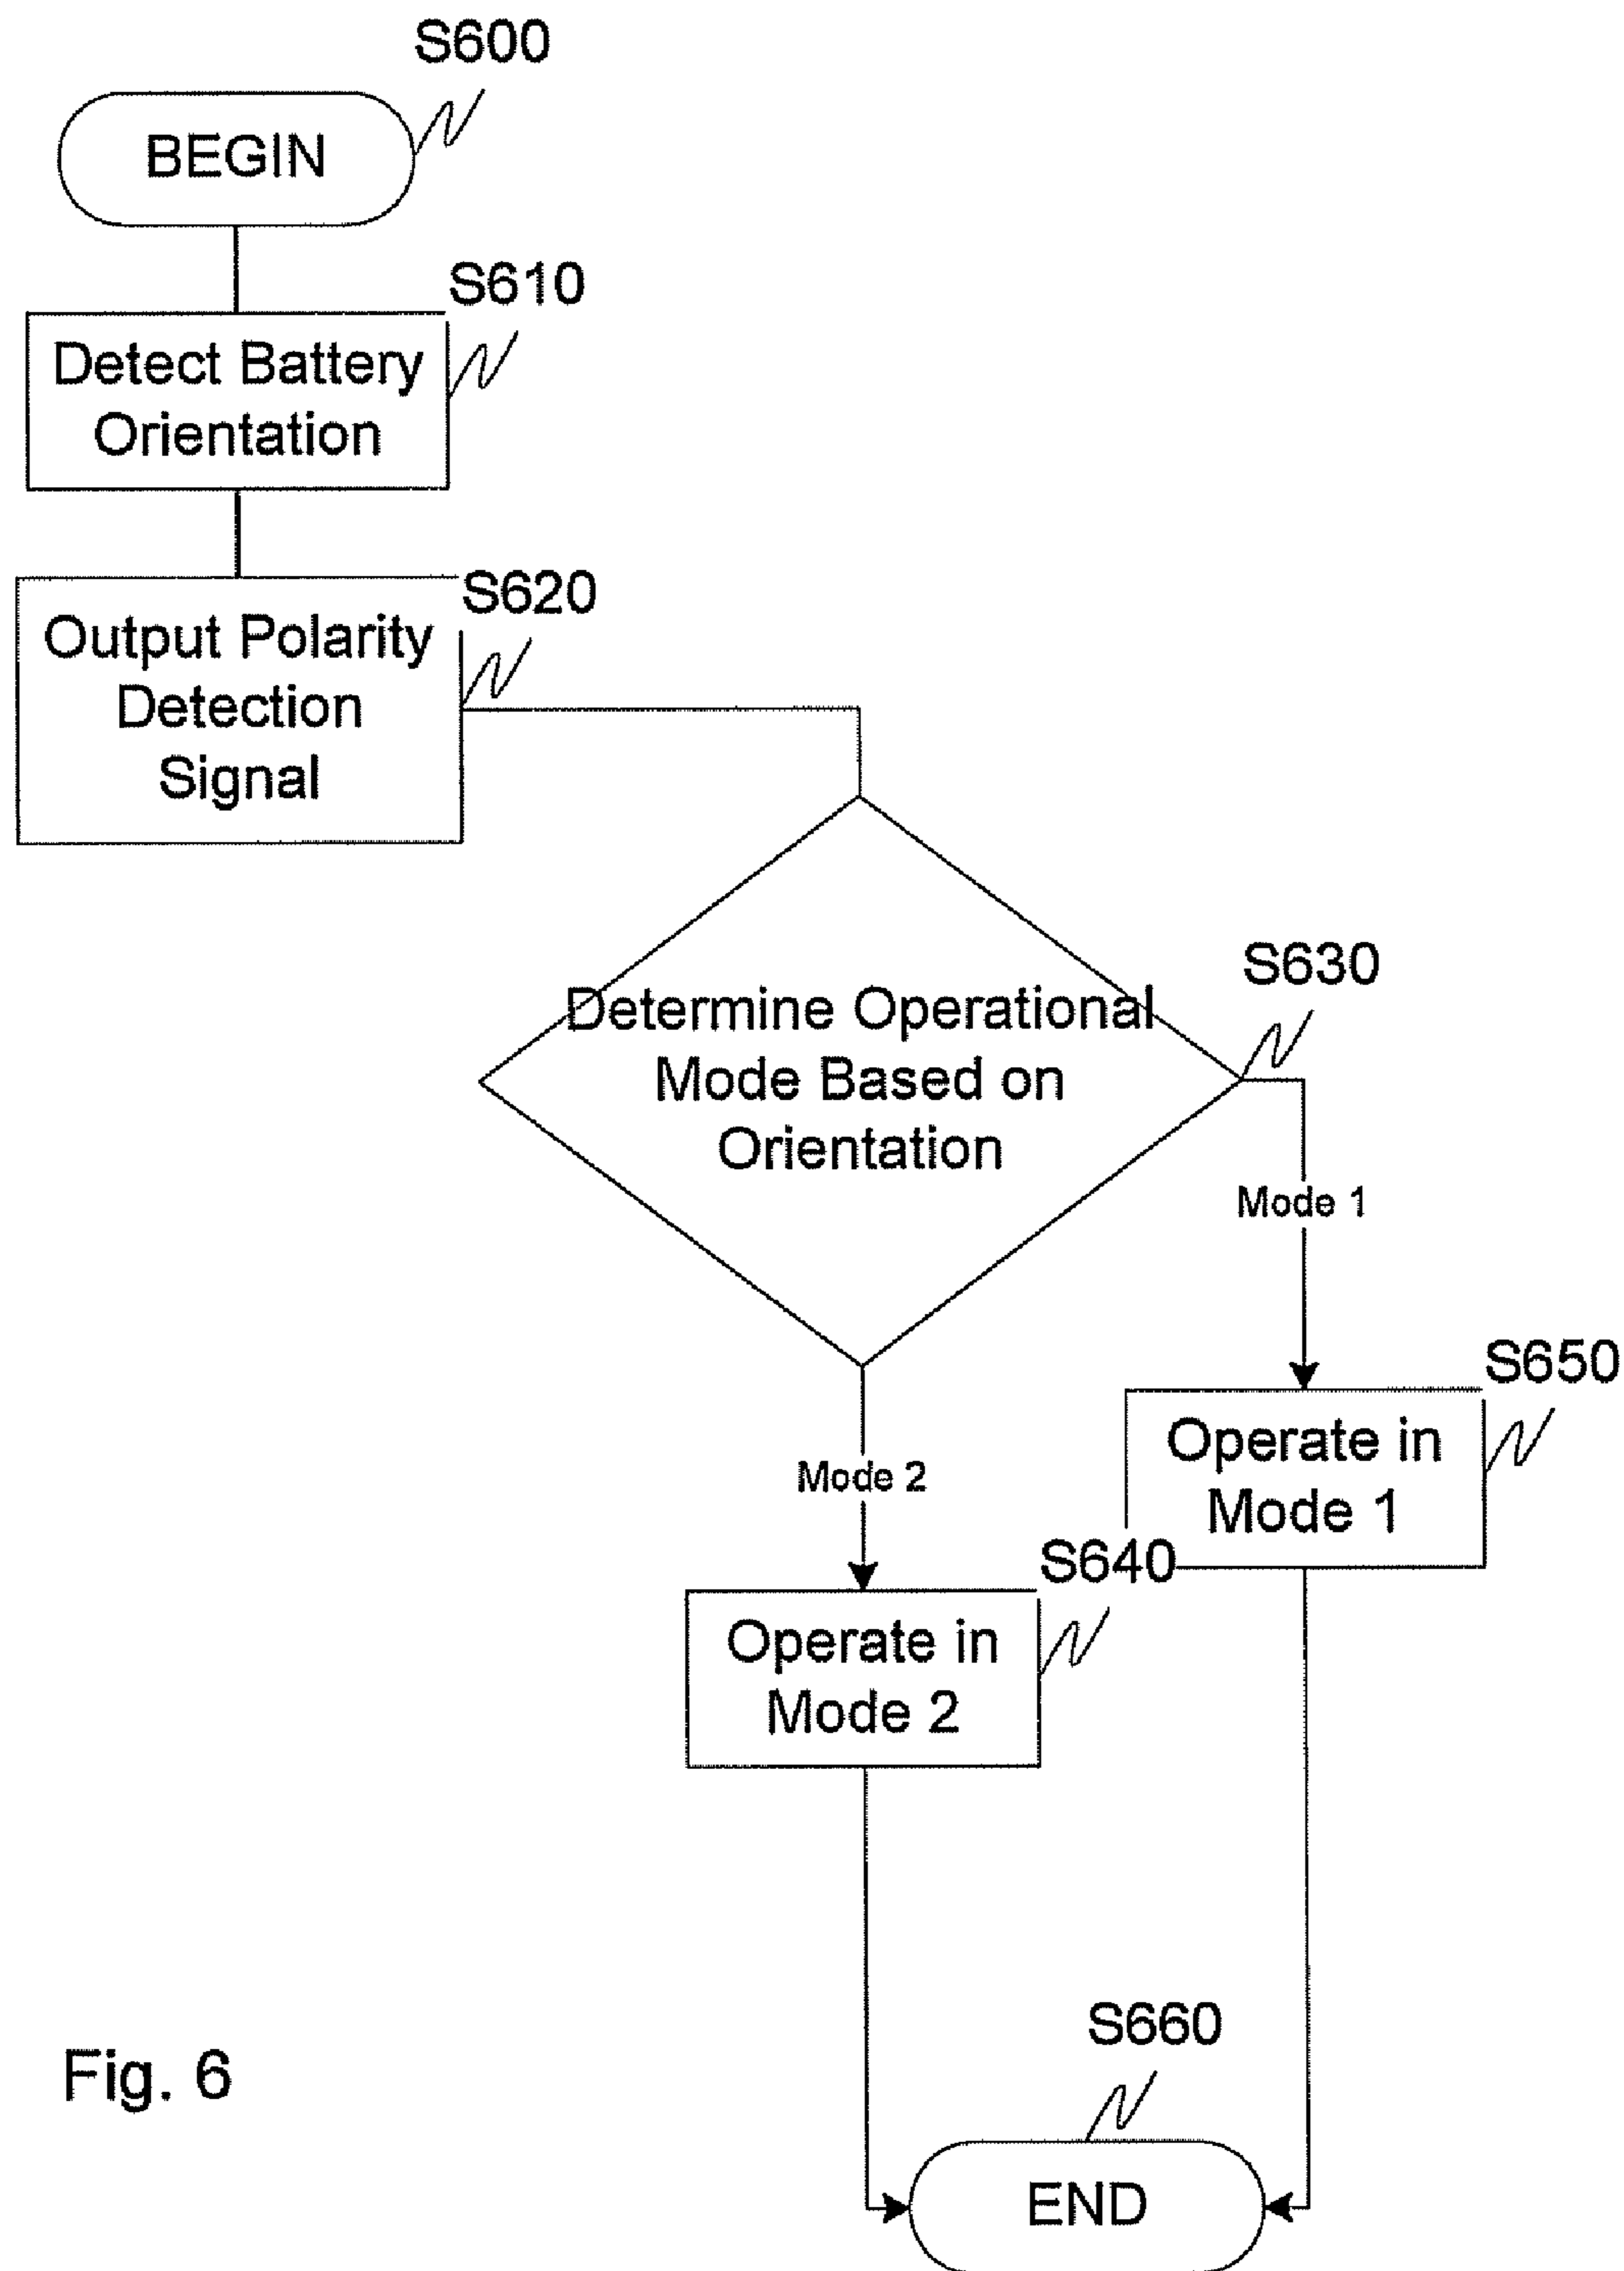 S600
BEGIN
S610
Detect Battery
Orientation
S620
Output Polarity
Detection
Signal
S630
Determine Operational
Mode Based on
Orientation
Mode 1
S650
Operate in
Mode 1
Mode 2
S640
Operate in
Mode 2
S660
END
Fig. 6